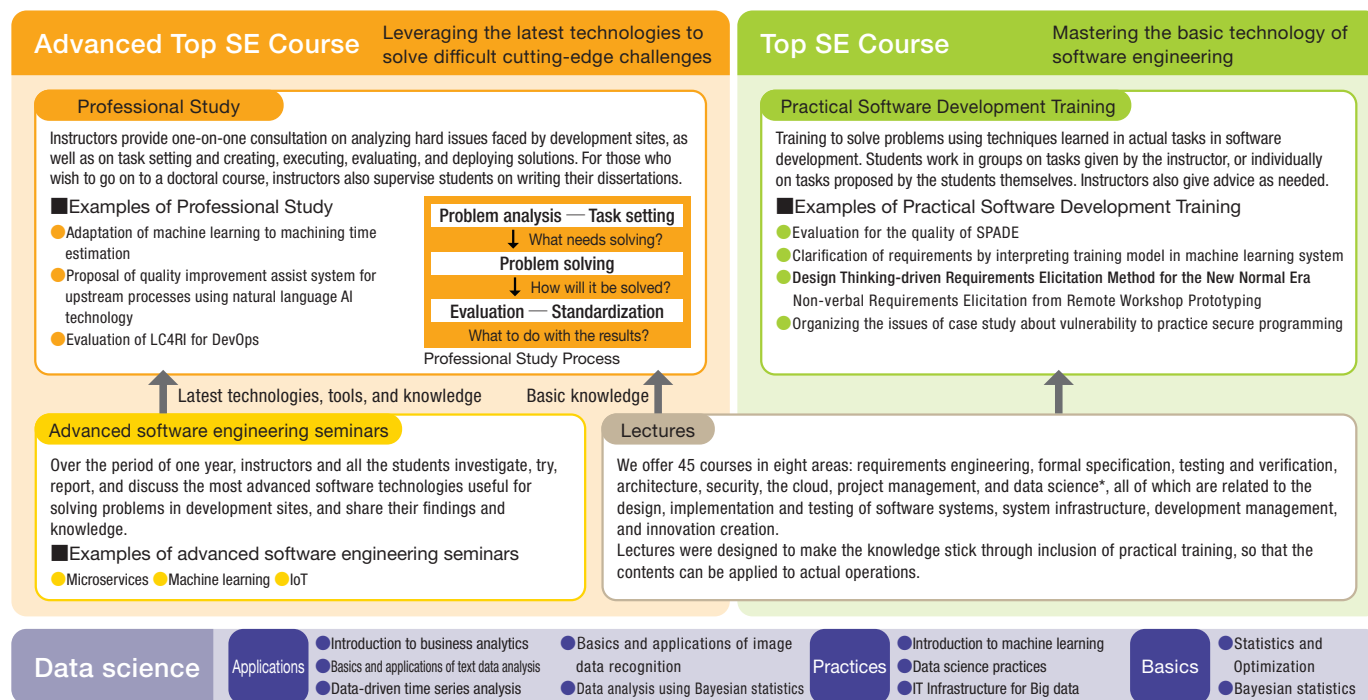 Advanced Top SE Course
Leveraging the latest technologies to
solve difficult cutting-edge challenges
Professional Study
Instructors provide one-on-one consultation on analyzing hard issues faced by development sites, as
well as on task setting and creating, executing, evaluating, and deploying solutions. For those who
wish to go on to a doctoral course, instructors also supervise students on writing their dissertations.
■Examples of Professional Study
●Adaptation of machine learning to machining time
estimation
●Proposal of quality improvement assist system for
upstream processes using natural language AI
technology
●Evaluation of LC4RI for DevOps
Problem analysis — Task setting
↓ What needs solving?
Problem solving
↓ How will it be solved?
Evaluation — Standardization
What to do with the results?
Professional Study Process
Top SE Course
Mastering the basic technology of
software engineering
Practical Software Development Training
Training to solve problems using techniques learned in actual tasks in software
development. Students work in groups on tasks given by the instructor, or individually
on tasks proposed by the students themselves. Instructors also give advice as needed.
■Examples of Practical Software Development Training
●Evaluation for the quality of SPADE
●Clarification of requirements by interpreting training model in machine learning system
●Design Thinking-driven Requirements Elicitation Method for the New Normal Era
Non-verbal Requirements Elicitation from Remote Workshop Prototyping
●Organizing the issues of case study about vulnerability to practice secure programming
Latest technologies, tools, and knowledge
Basic knowledge
Advanced software engineering seminars
Over the period of one year, instructors and all the students investigate, try,
report, and discuss the most advanced software technologies useful for
solving problems in development sites, and share their findings and
knowledge.
■Examples of advanced software engineering seminars
●Microservices ●Machine learning ●IoT
Lectures
We offer 45 courses in eight areas: requirements engineering, formal specification, testing and verification,
architecture, security, the cloud, project management, and data science*, all of which are related to the
design, implementation and testing of software systems, system infrastructure, development management,
and innovation creation.
Lectures were designed to make the knowledge stick through inclusion of practical training, so that the
contents can be applied to actual operations.
Data science
Applications
●Introduction to business analytics
●Basics and applications of text data analysis
●Data-driven time series analysis
●Basics and applications of image
data recognition
●Data analysis using Bayesian statistics
Practices
●Introduction to machine learning
●Data science practices
●IT Infrastructure for Big data
Basics
●Statistics and
Optimization
●Bayesian statistics